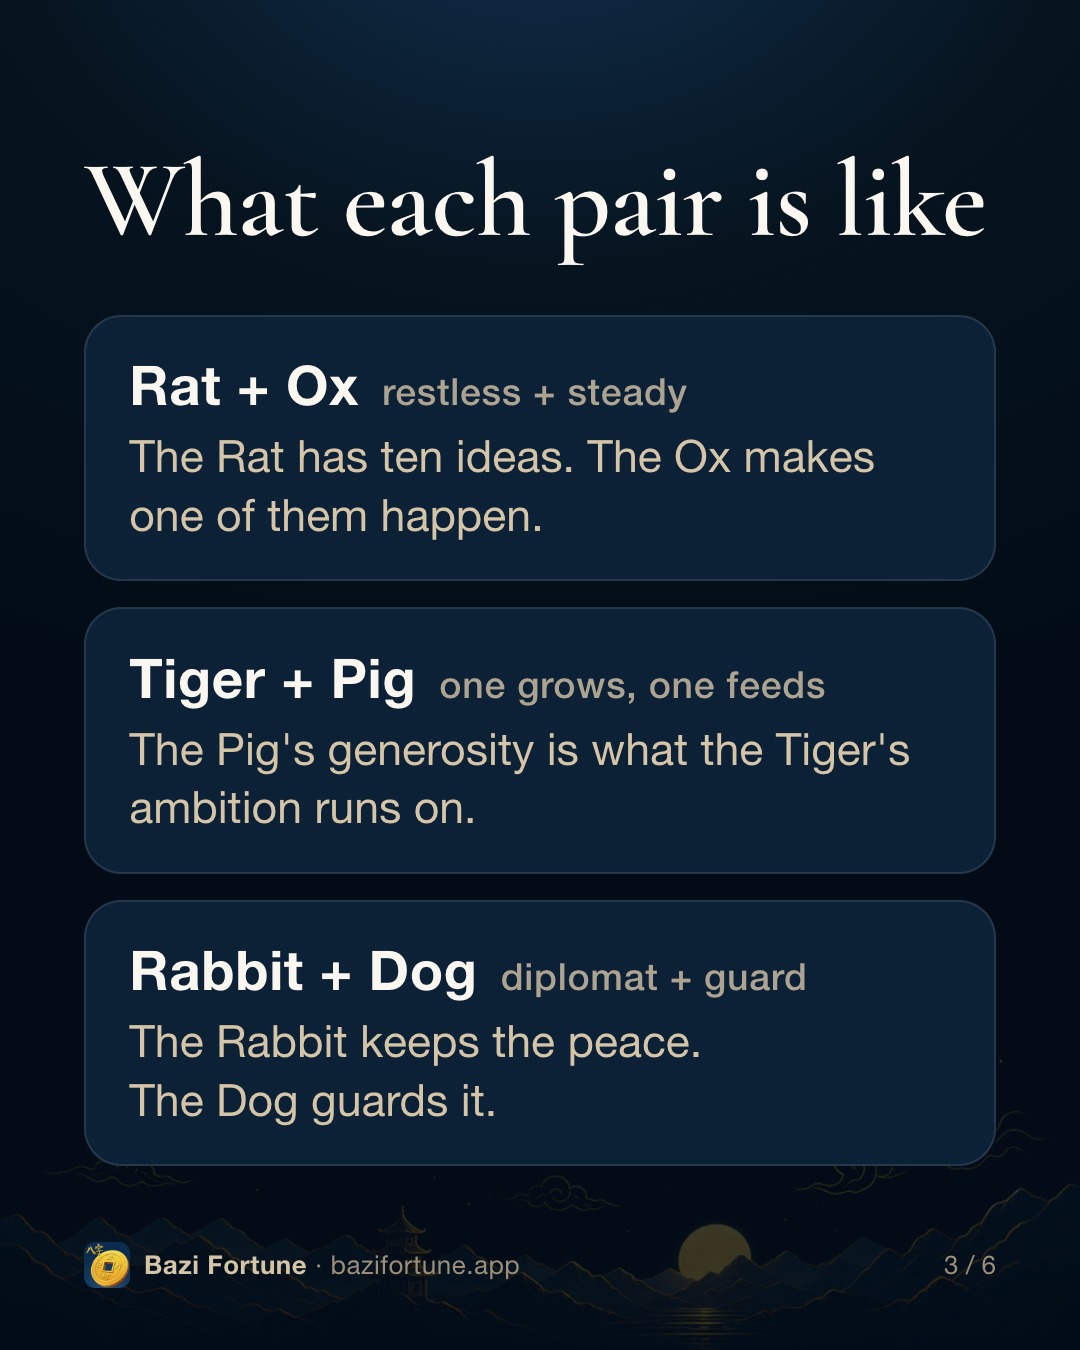 What each pair is like
Rat + Ox restless + steady
The Rat has ten ideas. The Ox makes
one of them happen.
Tiger + Pig one grows, one feeds
The Pig's generosity is what the Tiger's
ambition runs on.
Rabbit + Dog diplomat + guard
The Rabbit keeps the peace.
The Dog guards it.
八字
Bazi Fortune · bazifortune.app
3 / 6